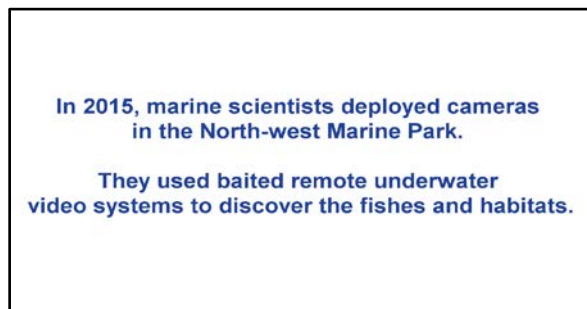 In 2015, marine scientists deployed cameras
in the North-west Marine Park.
They used baited remote underwater
video systems to discover the fishes and habitats.